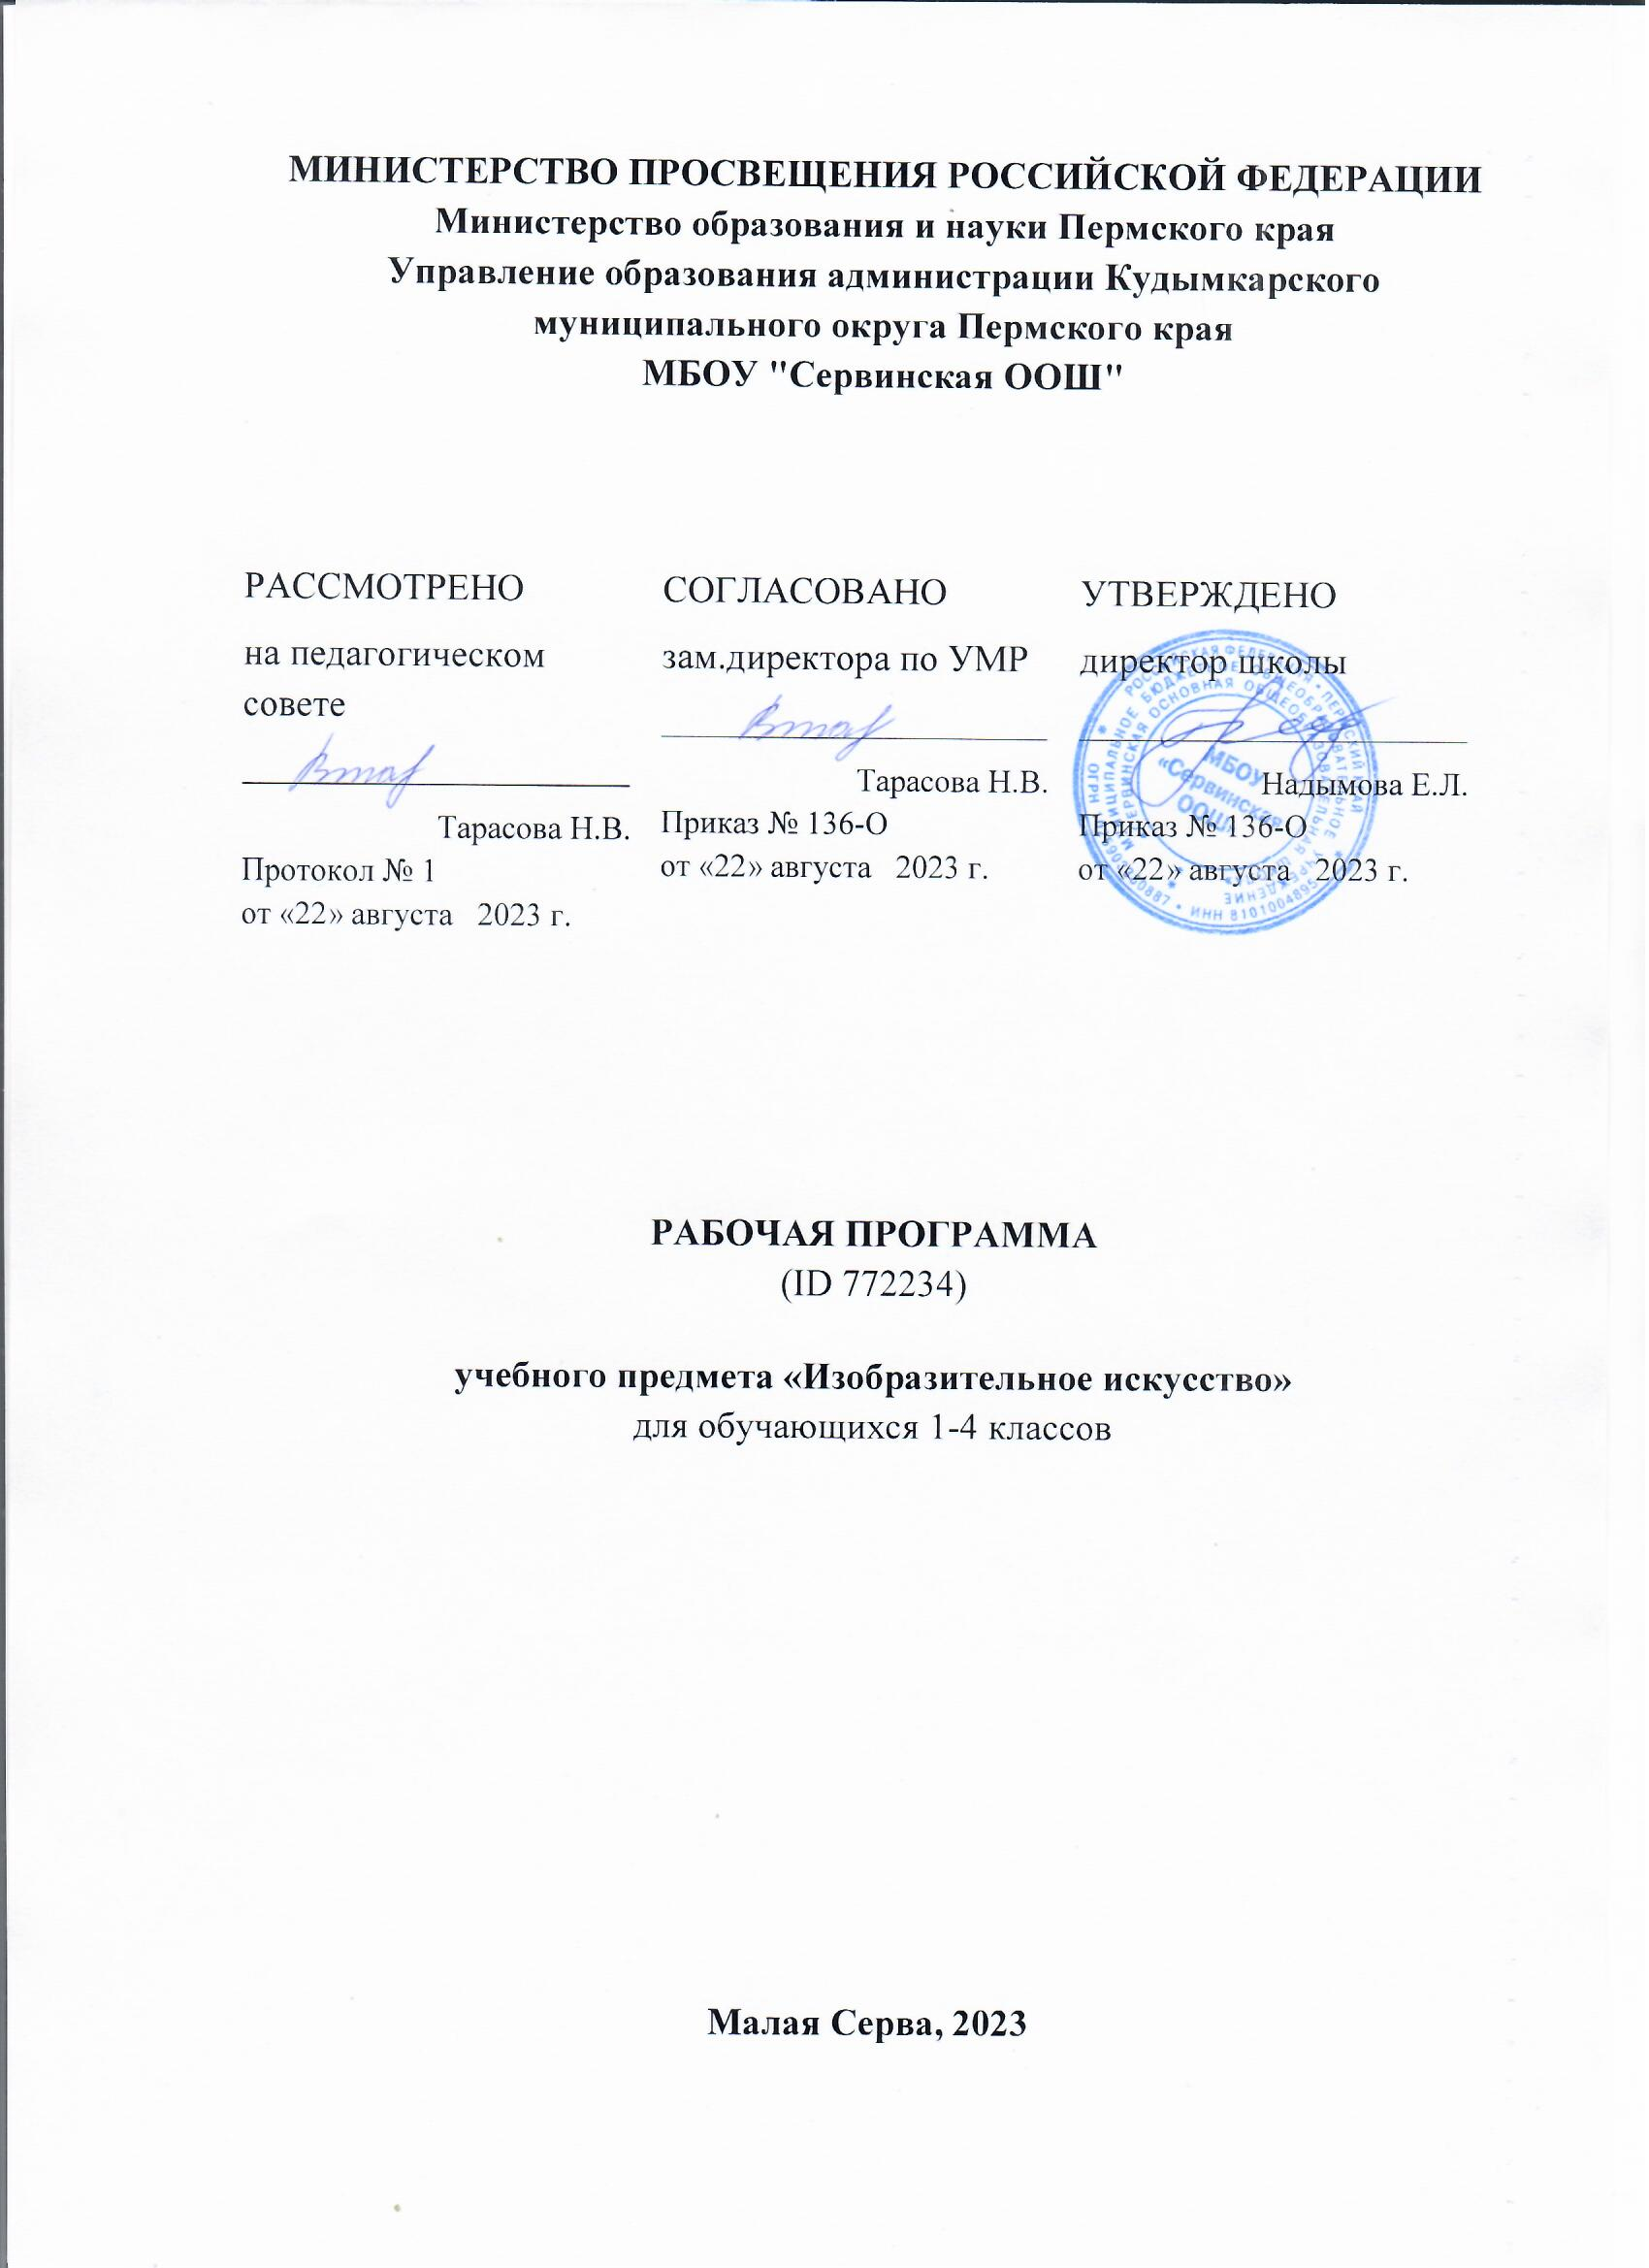 МИНИСТЕРСТВО ПРОСВЕЩЕНИЯ РОССИЙСКОЙ ФЕДЕРАЦИИ
Министерство образования и науки Пермского края
Управление образования администрации Кудымкарского
муниципального округа Пермского края
МБОУ "Сервинская ООШ"
РАССМОТРЕНО
на педагогическом
совете
Тарасова Н.В.
Протокол № 1
от «22» августа 2023 г.
СОГЛАСОВАНО
зам.директора по УМР
Тарасова Н.В.
Приказ № 136-О
от «22» августа 2023 г.
УТВЕРЖДЕНО
директор школы
Надымова Е.Л.
Приказ № 136-О
от «22» августа 2023 г.
МБОУ
«Сервинская
ООШ»
РАБОЧАЯ ПРОГРАММА
(ID 772234)
учебного предмета «Изобразительное искусство»
для обучающихся 1-4 классов
Малая Серва, 2023